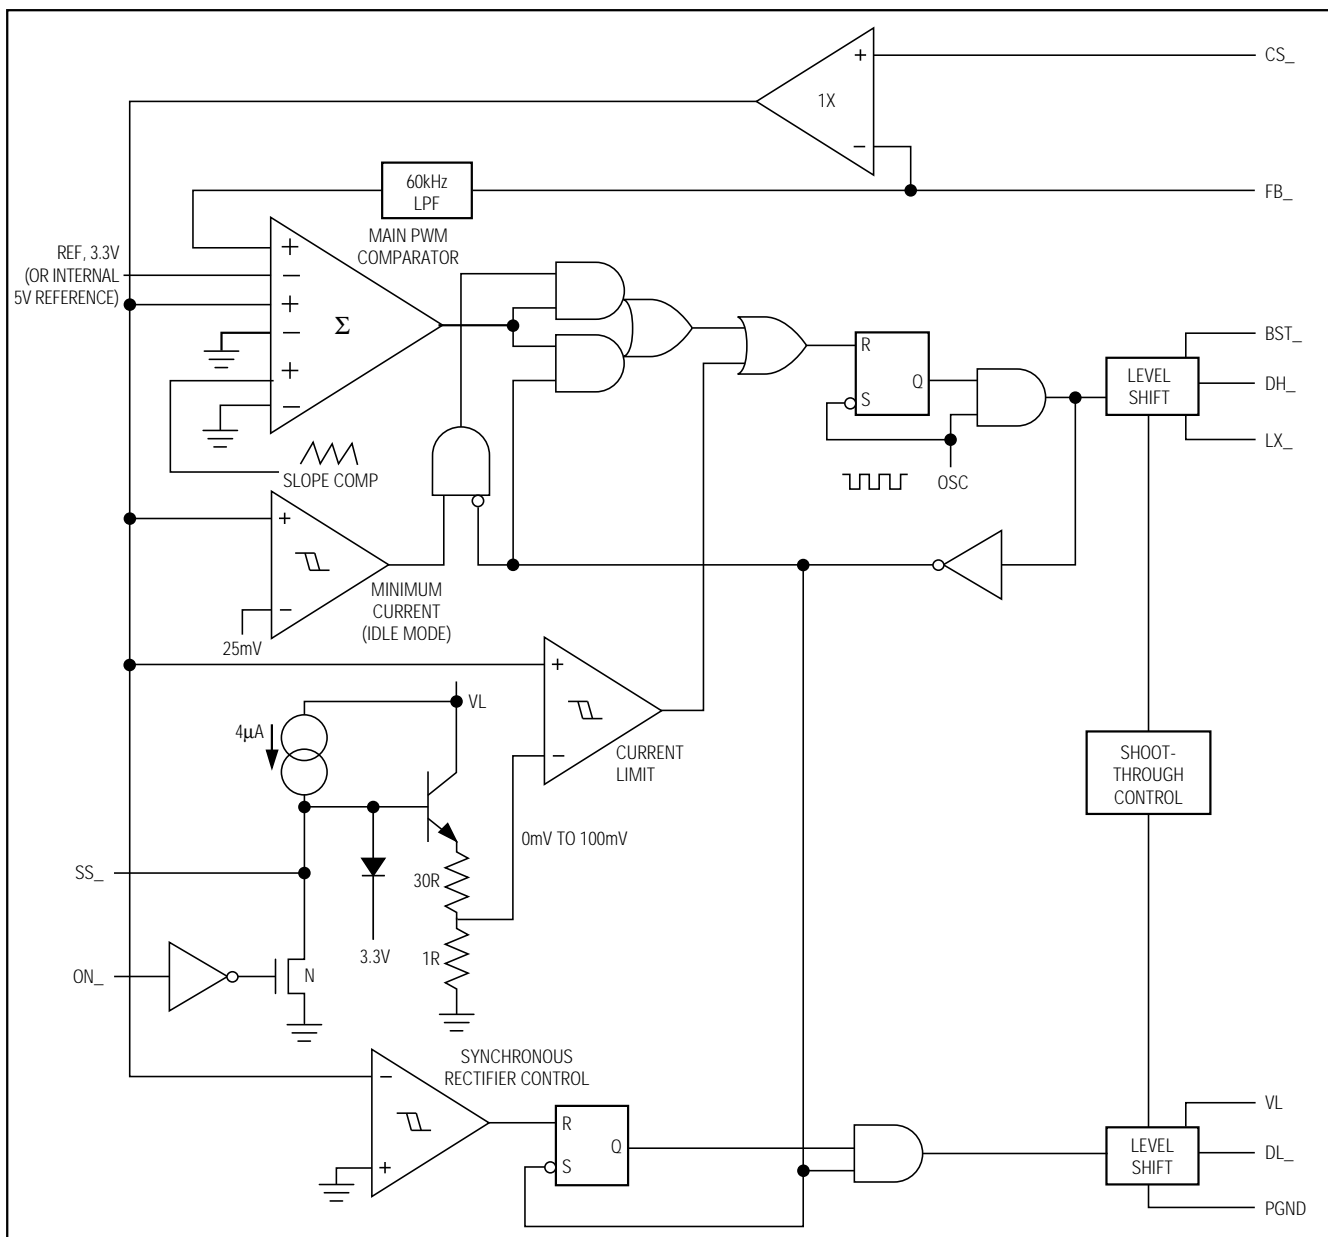 CS_
+
1X
−
60kHz
LPF
FB_
MAIN PWM
COMPARATOR
REF, 3.3V
(OR INTERNAL
5V REFERENCE)
+
−
+
−
+
−
Σ
SLOPE COMP
R
Q
S
OSC
LEVEL
SHIFT
BST_
DH_
LX_
+
−
25mV
MINIMUM
CURRENT
(IDLE MODE)
+
−
CURRENT
LIMIT
VL
4µA
0mV TO 100mV
SHOOT-
THROUGH
CONTROL
SS_
30R
3.3V
1R
ON_
N
SYNCHRONOUS
RECTIFIER CONTROL
−
+
R
Q
S
LEVEL
SHIFT
VL
DL_
PGND